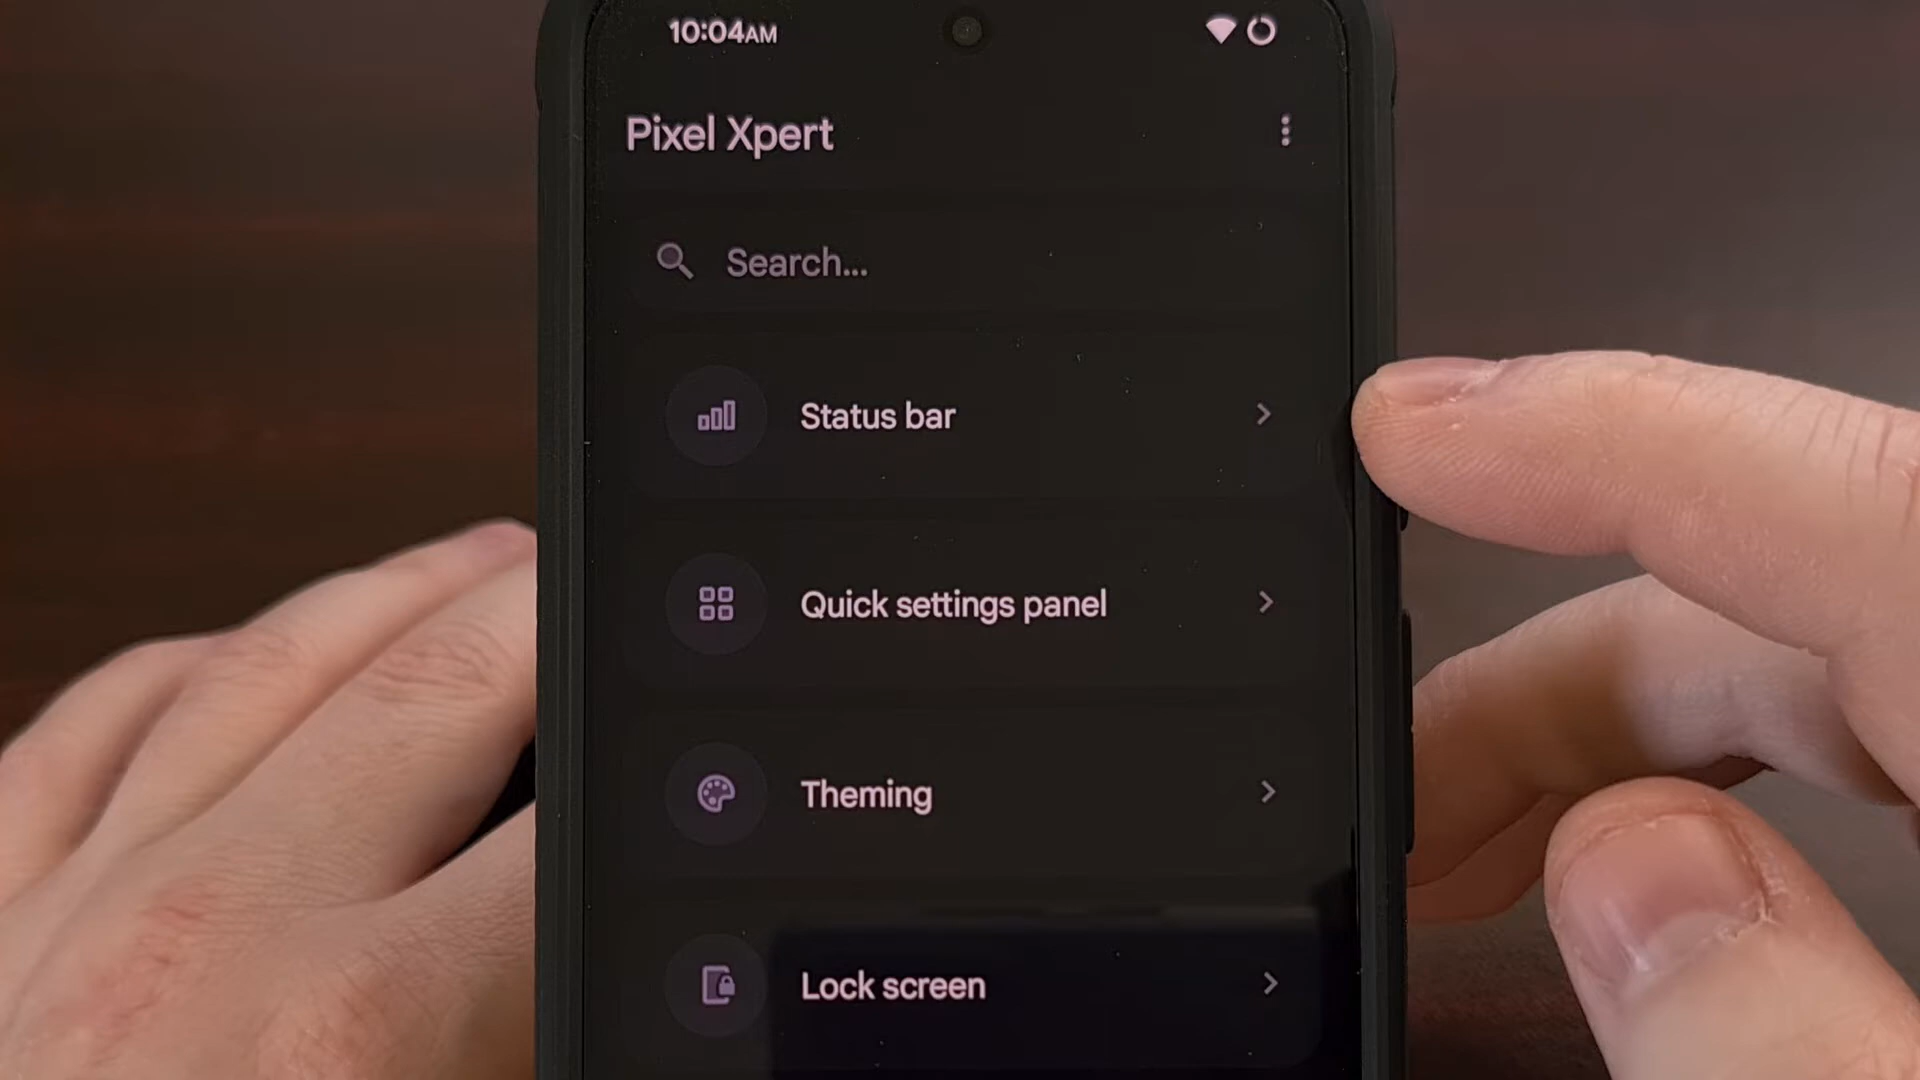 10:04AM
Pixel Xpert
Search...
Status bar
Quick settings panel
Theming
Lock screen